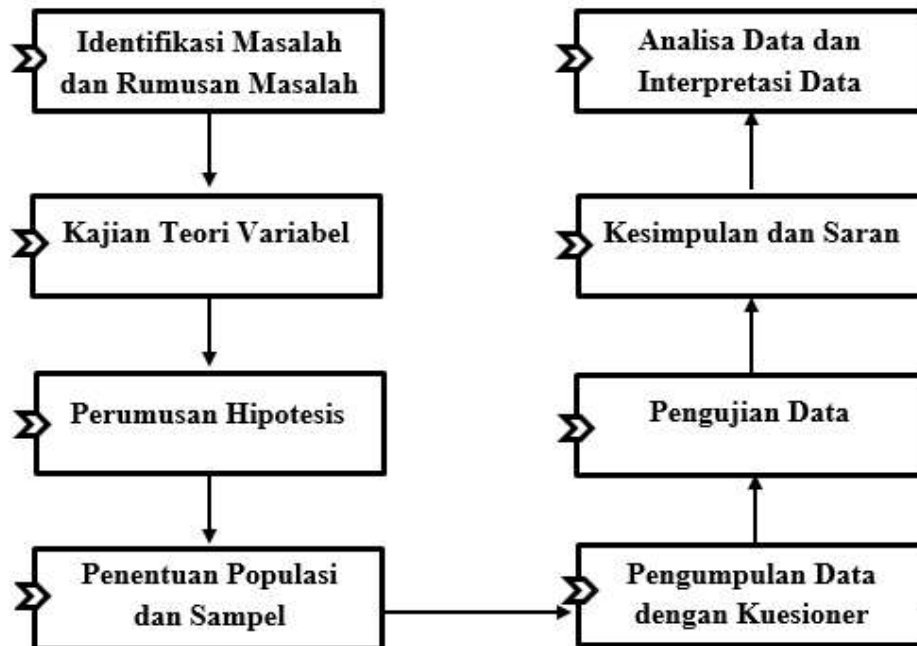 Identifikasi Masalah
dan Rumusan Masalah
Kajian Teori Variabel
Perumusan Hipotesis
Penentuan Populasi
dan Sampel
Pengumpulan Data
dengan Kuesioner
Pengujian Data
Kesimpulan dan Saran
Analisa Data dan
Interpretasi Data